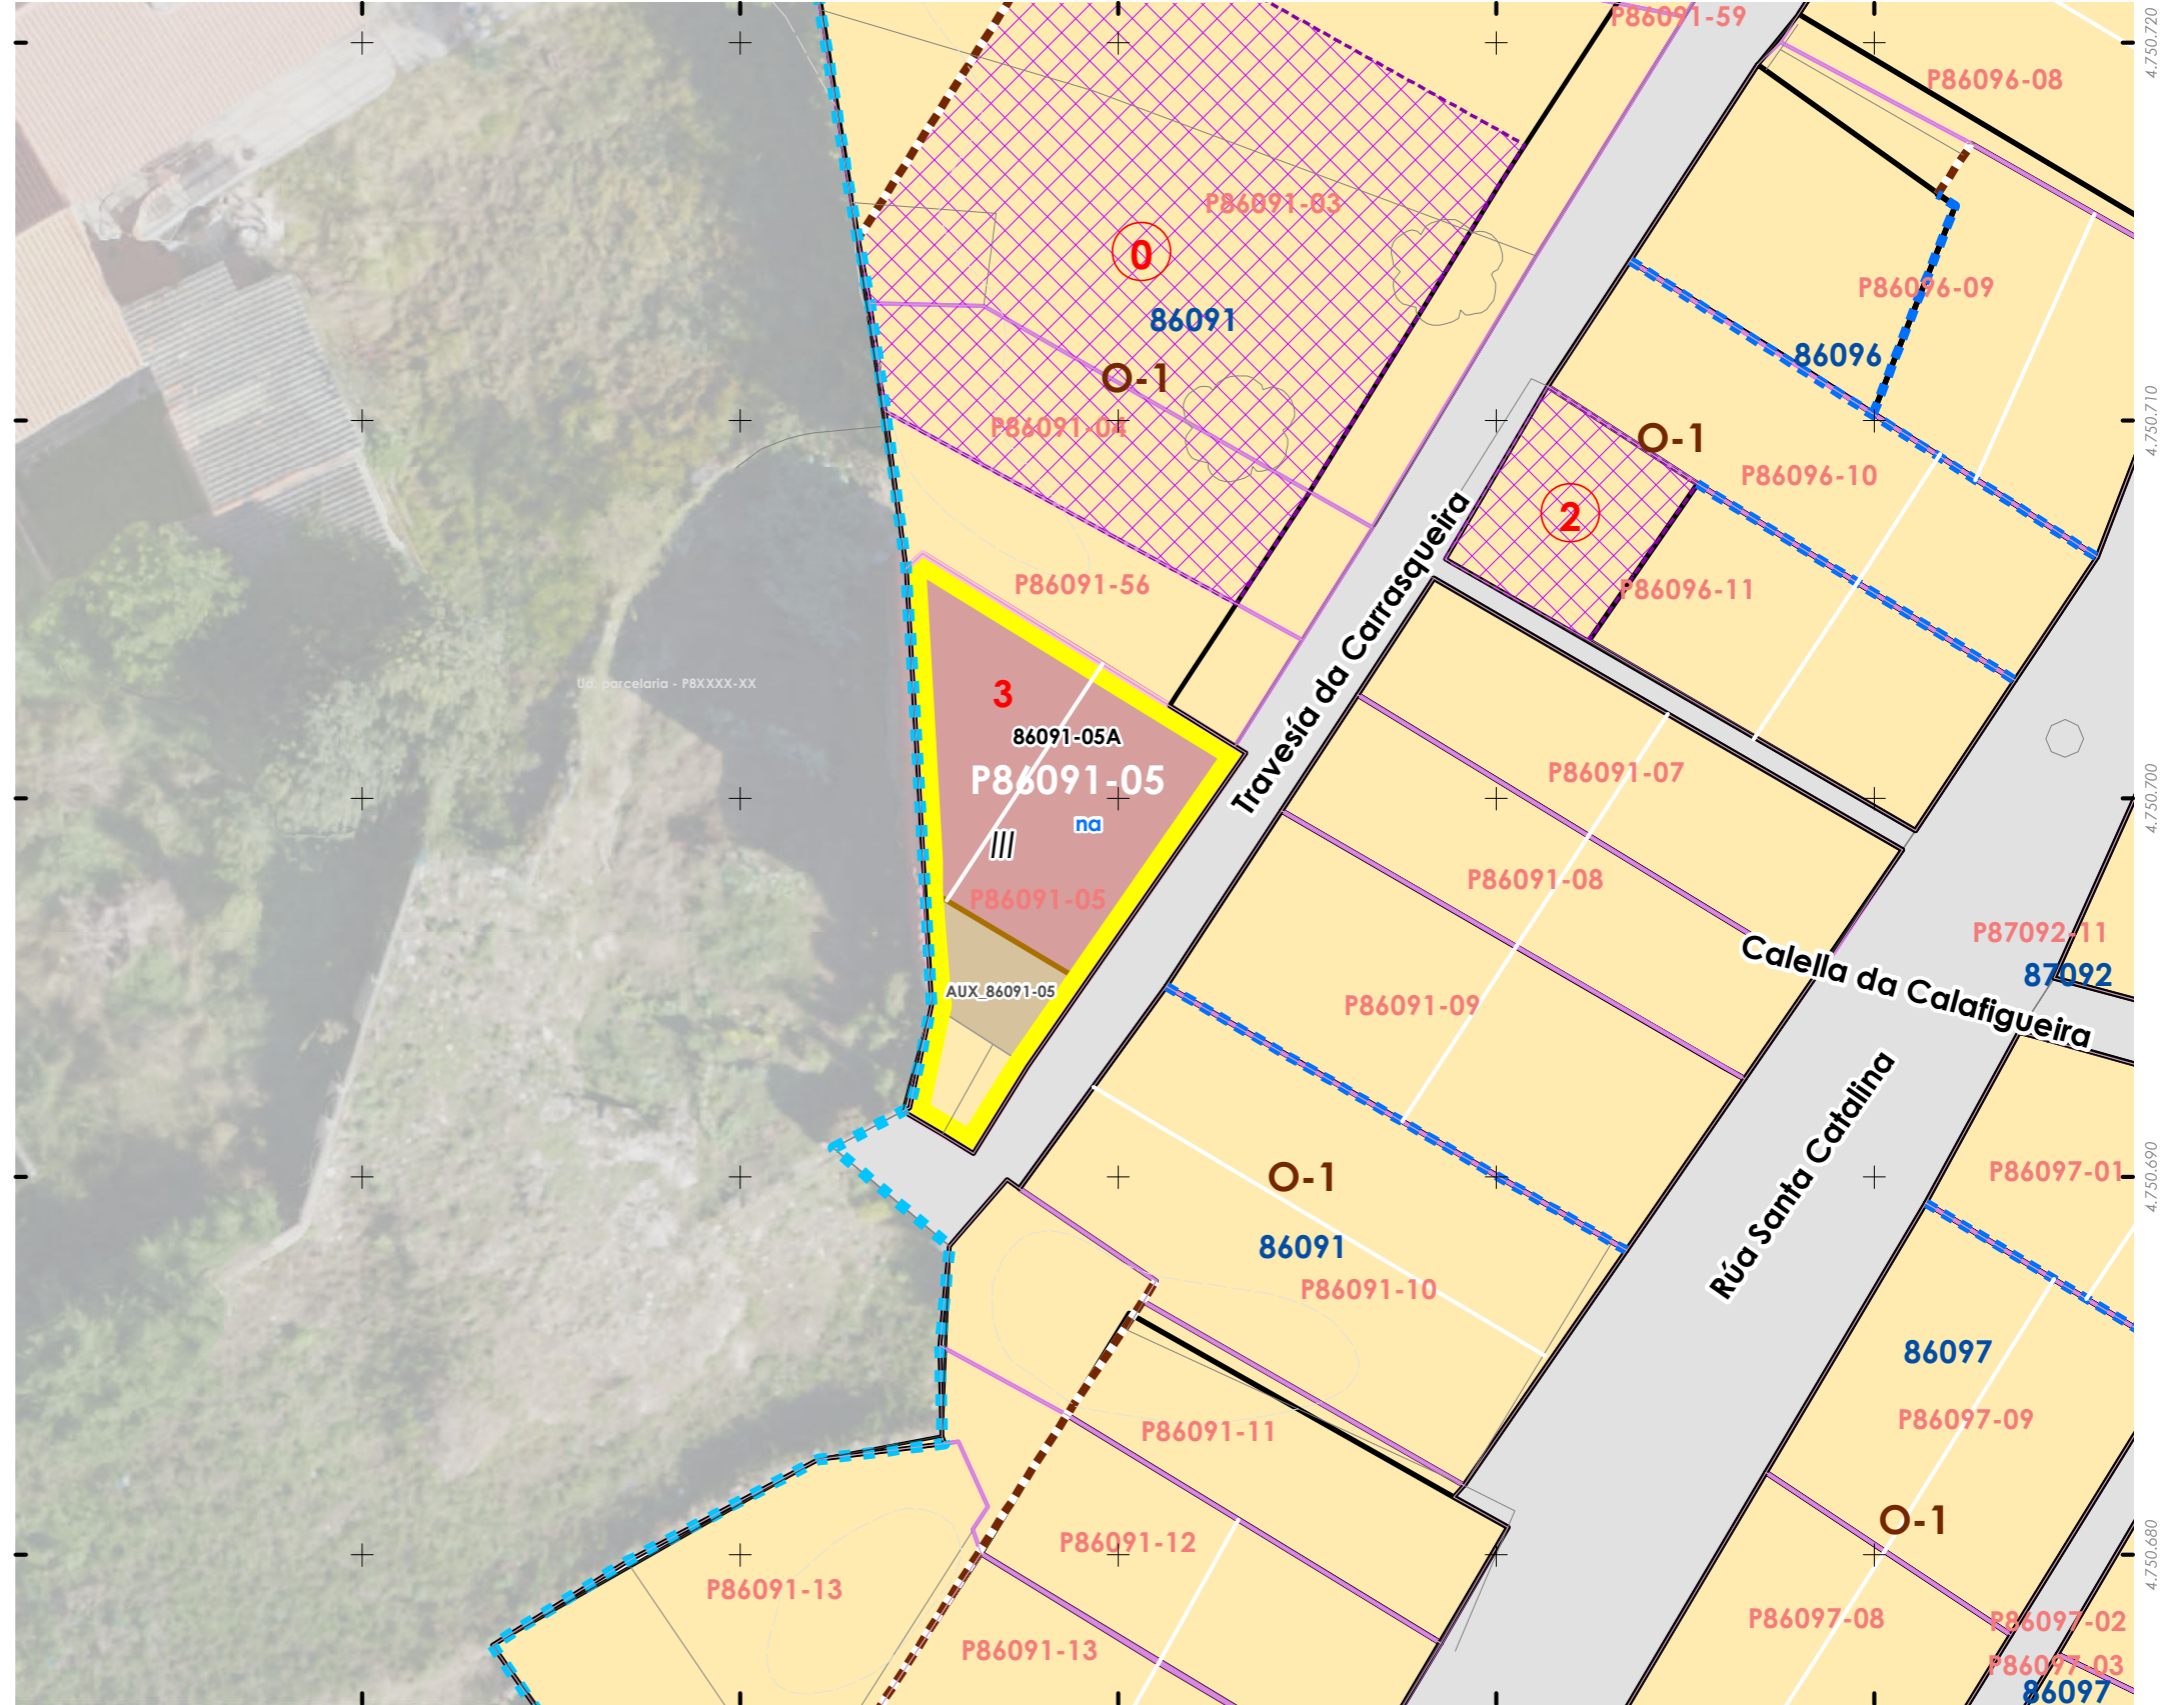 P86091-59
4.750.720
P86096-08
P86091-03
0
86091
P86096-09
86096
O-1
P86091-04
4.750.710
O-1
P86096-10
2
P86091-56
P86096-11
Travesía da Carrasqueira
Ud. parcelaria - P8XXXX-XX
3
86091-05A
P86091-05
na
III
P86091-05
AUX_86091-05
P86091-07
4.750.700
P86091-08
P87092-11
87092
Calella da Calafigueira
P86091-09
Rúa Santa Catalina
4.750.690
P86097-01
O-1
86091
P86091-10
86097
P86097-09
P86091-11
O-1
P86091-12
4.750.680
P86091-13
P86097-08
P86097-02
P86091-13
P86097-03
86097